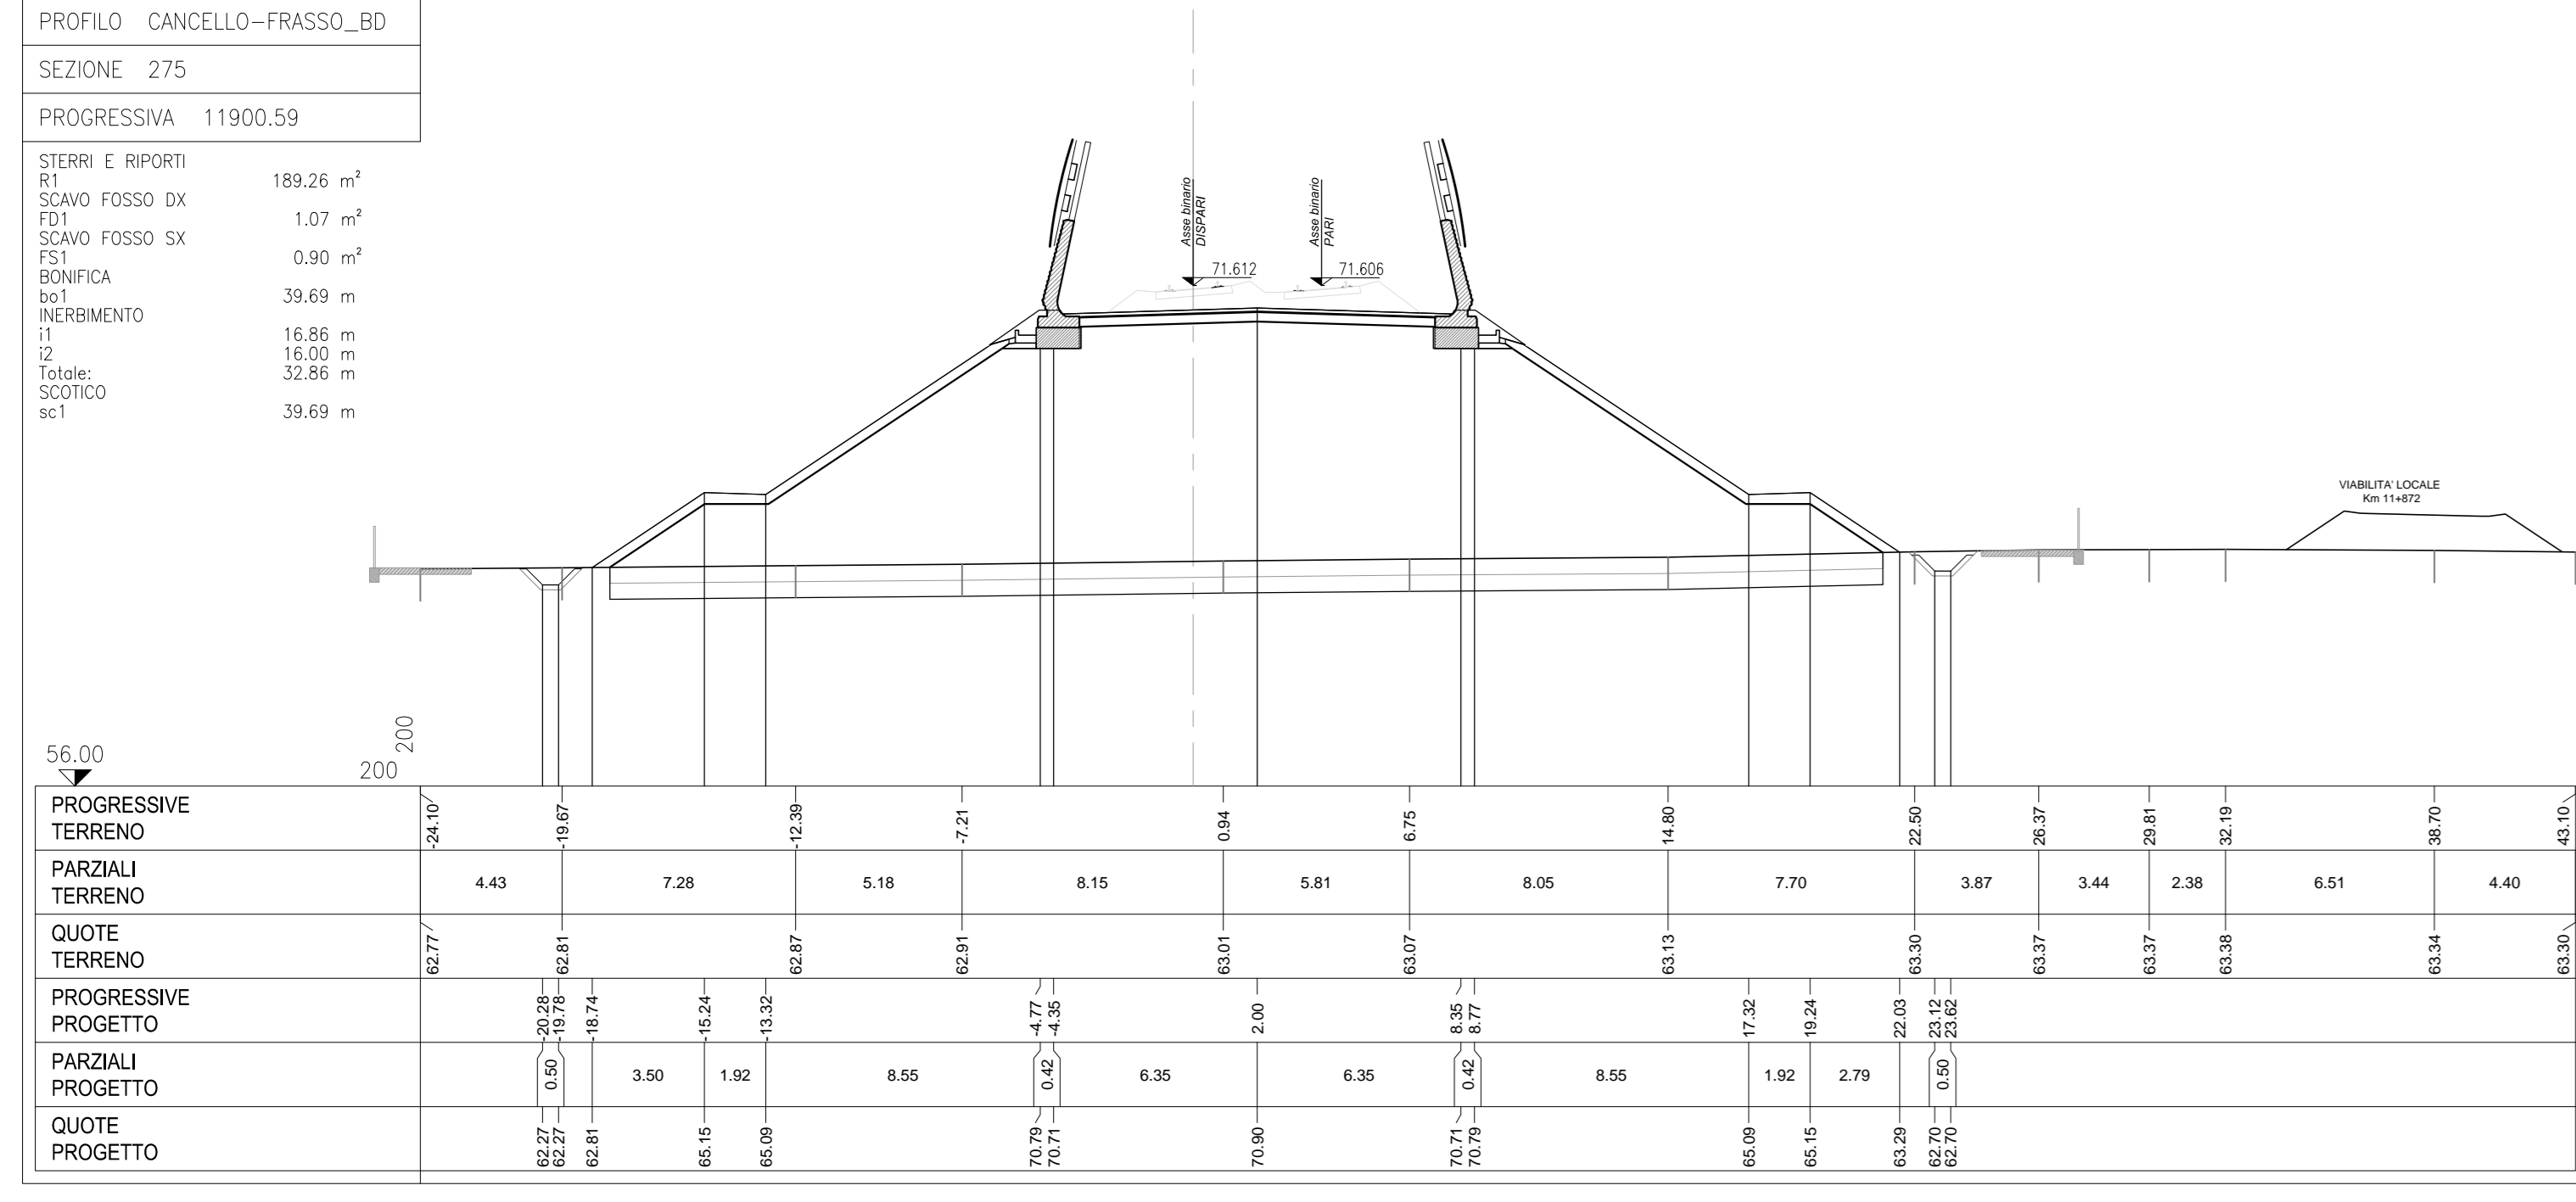 PROFILO CANCELLO-FRASSO_BD
SEZIONE 275
PROGRESSIVA 11900.59
STERRI E RIPORTI
R1 189.26 m²
SCAVO FOSSO DX
FD1 1.07 m²
SCAVO FOSSO SX
FS1 0.90 m²
BONIFICA
bo1 39.69 m
INERBIMENTO
i1 16.86 m
i2 16.00 m
Totale: 32.86 m
SCOTICO
sc1 39.69 m
Asse binario
DISPARI
71.612
Asse binario
PARI
71.606
VIABILITA' LOCALE
Km 11+872
56.00
200
200
PROGRESSIVE
TERRENO
-24.10 -19.67 -12.39 -7.21 0.94 6.75 14.80 22.50 26.37 29.81 32.19 38.70 43.10
PARZIALI
TERRENO
4.43 7.28 5.18 8.15 5.81 8.05 7.70 3.87 3.44 2.38 6.51 4.40
QUOTE
TERRENO
62.77 62.81 62.87 62.91 63.01 63.07 63.13 63.30 63.37 63.37 63.38 63.34 63.30
PROGRESSIVE
PROGETTO
-20.28 -19.78 -18.74 -15.24 -13.32 -4.77 -4.35 2.00 8.35 8.77 17.32 19.24 22.03 23.12 23.62
PARZIALI
PROGETTO
0.50 3.50 1.92 8.55 0.42 6.35 6.35 0.42 8.55 1.92 2.79 0.50
QUOTE
PROGETTO
62.27 62.27 62.81 65.15 65.09 70.79 70.71 70.90 70.71 70.79 65.09 65.15 63.29 62.70 62.70